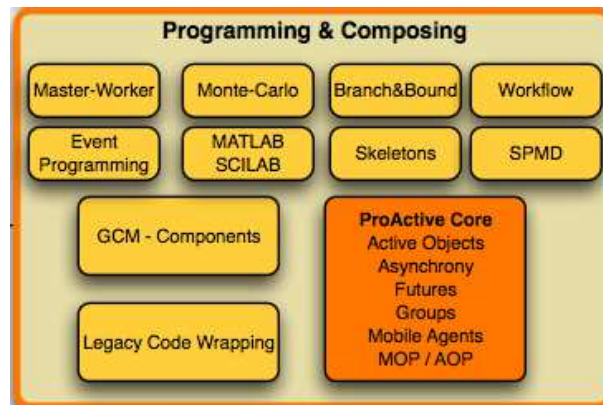 Programming & Composing
Master-Worker
Monte-Carlo
Branch&Bound
Workflow
Event
Programming
MATLAB
SCILAB
Skeletons
SPMD
GCM - Components
ProActive Core
Active Objects
Asynchrony
Futures
Groups
Mobile Agents
MOP / AOP
Legacy Code Wrapping